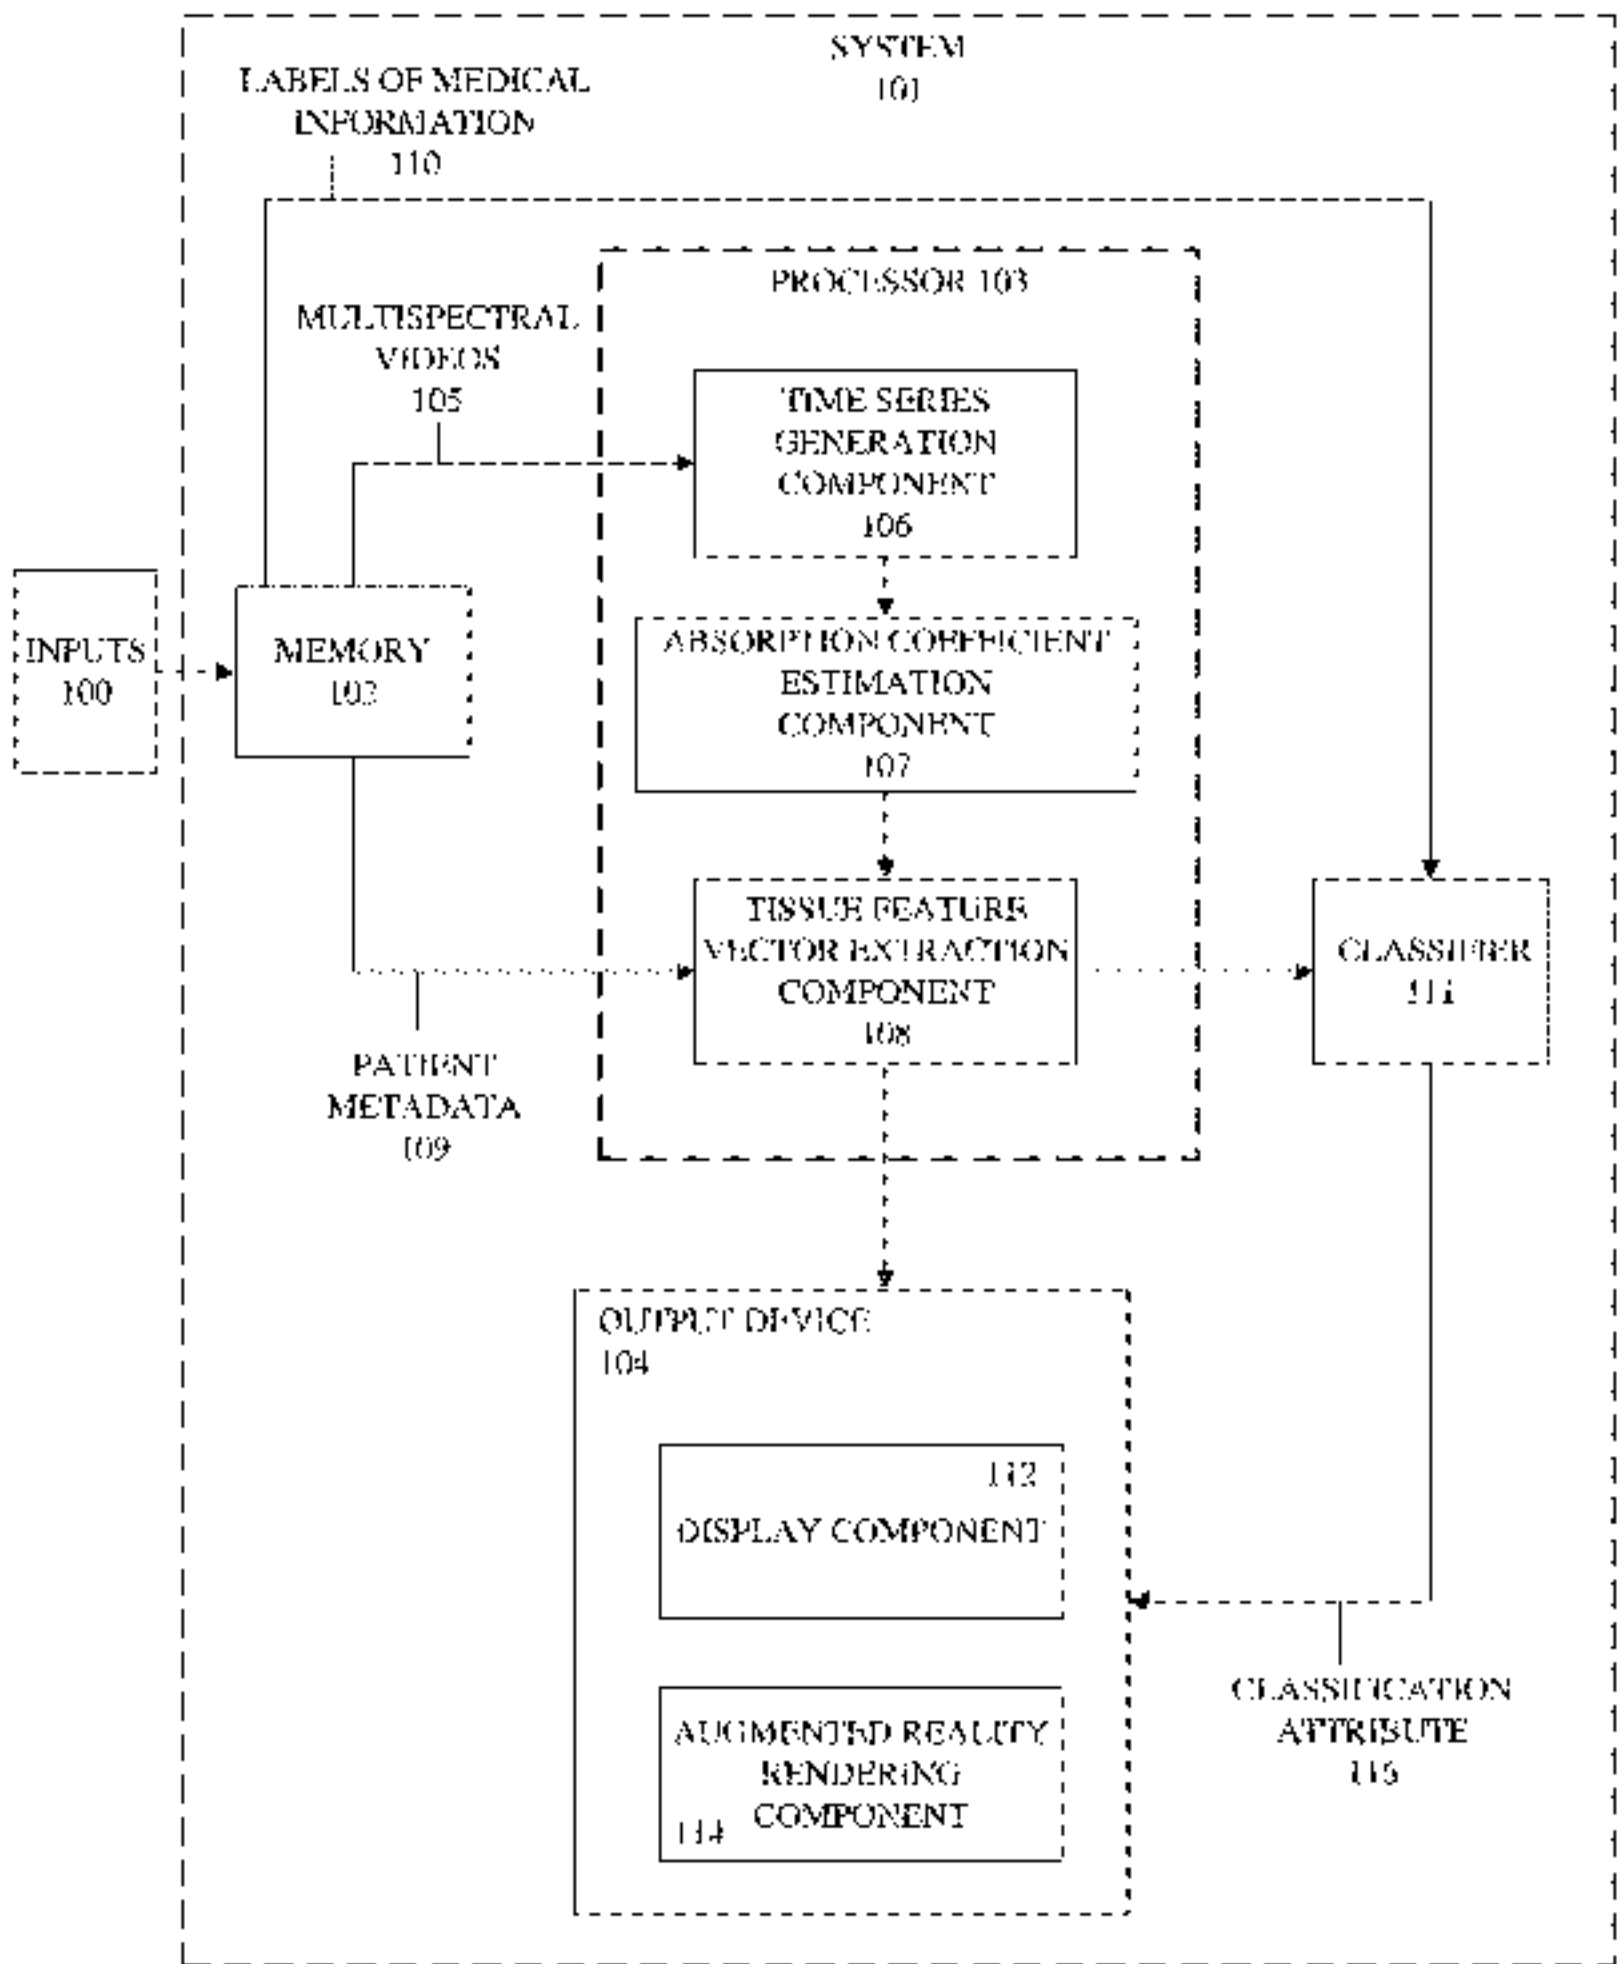 SYSTEM
101
LABELS OF MEDICAL
INFORMATION
110
PROCESSOR 103
MULTISPECTRAL
VIDEOS
105
TIME SERIES
GENERATION
COMPONENT
106
INPUTS
100
MEMORY
102
ABSORPTION COEFFICIENT
ESTIMATION
COMPONENT
107
TISSUE FEATURE
VECTOR EXTRACTION
COMPONENT
108
CLASSIFIER
111
PATIENT
METADATA
109
OUTPUT DEVICE
104
112
DISPLAY COMPONENT
CLASSIFICATION
ATTRIBUTE
116
AUGMENTED REALITY
RENDERING
COMPONENT
114